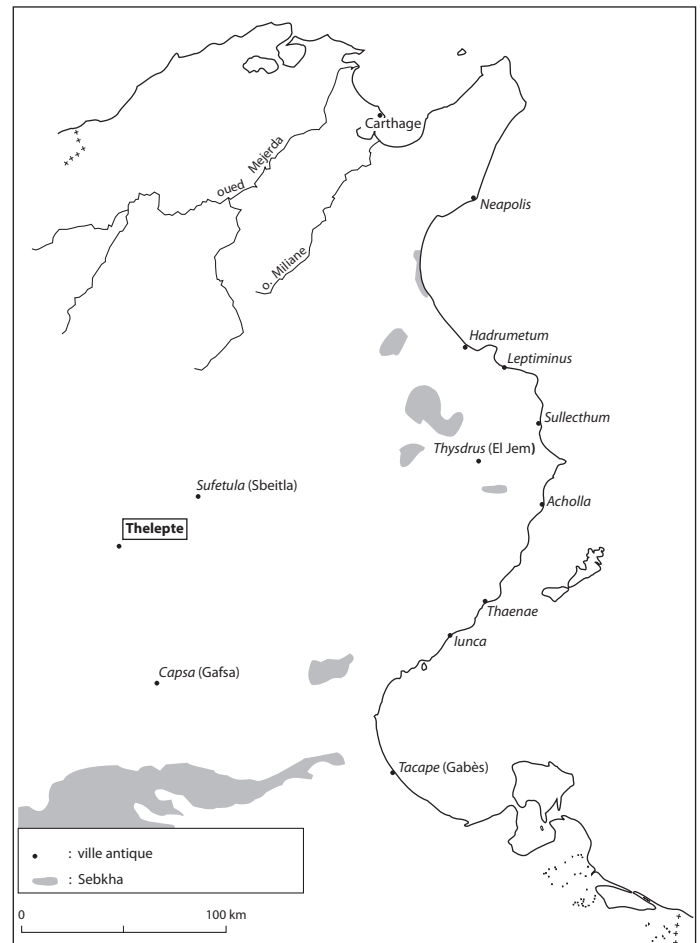 Carthage
oued Mejerda
Neapolis
o. Miliane
Hadrumetum
Leptiminus
Sullecthum
Thysdrus (El Jem)
Sufetula (Sbeitla)
Acholla
Thelepte
Thaenae
Iunca
Capsa (Gafsa)
Tacape (Gabès)
: ville antique
: Sebkha
0 100 km